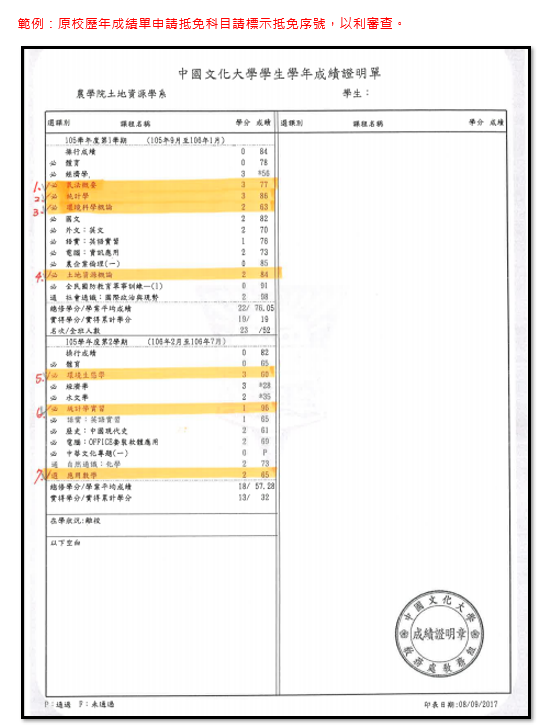 範例：原校歷年成績單申請抵免科目請標示抵免序號，以利審查。
中國文化大學學生學年成績證明單
農學院土地資源學系 學生：
選課別 課程名稱 學分 成績 選課別 課程名稱 學分 成績
105學年度第1學期 (105年9月至106年1月)
操行成績 0 84
必 體育 0 78
必 經濟學 3 *56
1. 必 民法概要 3 77
2. 必 統計學 3 86
3. 必 環境科學概論 2 63
必 國文 2 82
必 外文：英文 2 70
必 語實：英語實習 1 76
必 電腦：資訊應用 2 73
必 農企業倫理(一) 0 85
4. 必 土地資源概論 2 84
必 全民國防教育軍事訓練—(1) 0 91
通 社會通識：國際政治與現勢 2 98
總修學分/學業平均成績 22/ 76.05
實得學分/實得累計學分 19/ 19
名次/全班人數 23 /52
105學年度第2學期 (106年2月至106年7月)
操行成績 0 82
必 體育 0 65
5. 必 環境生態學 3 60
必 經濟學 3 *28
必 水文學 2 *35
6. 必 統計學實習 1 96
必 語實：英語實習 1 65
必 歷史：中國現代史 2 61
必 電腦：OFFICE套裝軟體應用 2 69
必 中華文化專題(一) 0 P
通 自然通識：化學 2 73
7. 選 應用數學 2 65
總修學分/學業平均成績 18/ 57.28
實得學分/實得累計學分 13/ 32
在學狀況：離校
以下空白
中國文化大學
成績證明章
教務處教務組
P：通過 F：未通過 印表日期:08/09/2017